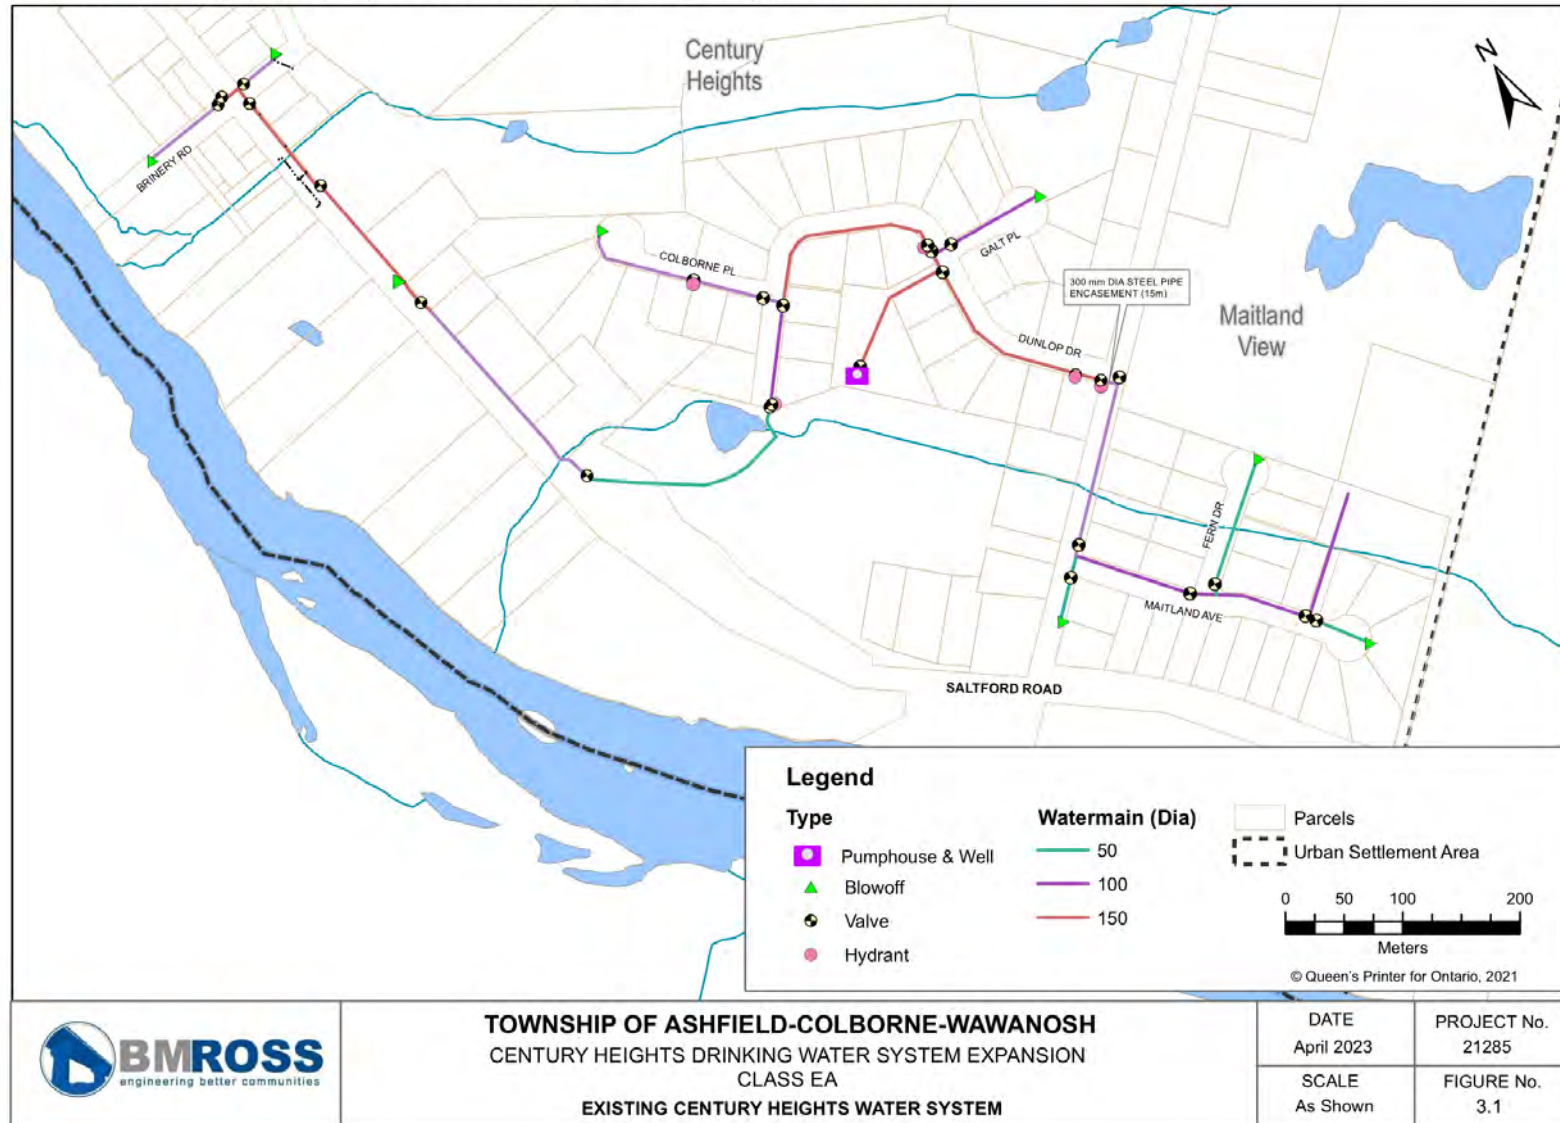 Century
Heights
N
BRINERY RD
COLBORNE PL
GALT PL
300 mm DIA STEEL PIPE
ENCASEMENT (15m)
Maitland
View
DUNLOP DR
FERN DR
MAITLAND AVE
SALTFORD ROAD
Legend
Type
Pumphouse & Well
Blowoff
Valve
Hydrant
Watermain (Dia)
50
100
150
Parcels
Urban Settlement Area
0 50 100 200
Meters
© Queen's Printer for Ontario, 2021
BMROSS
engineering better communities
TOWNSHIP OF ASHFIELD-COLBORNE-WAWANOSH
CENTURY HEIGHTS DRINKING WATER SYSTEM EXPANSION
CLASS EA
EXISTING CENTURY HEIGHTS WATER SYSTEM
DATE
April 2023
PROJECT No.
21285
SCALE
As Shown
FIGURE No.
3.1